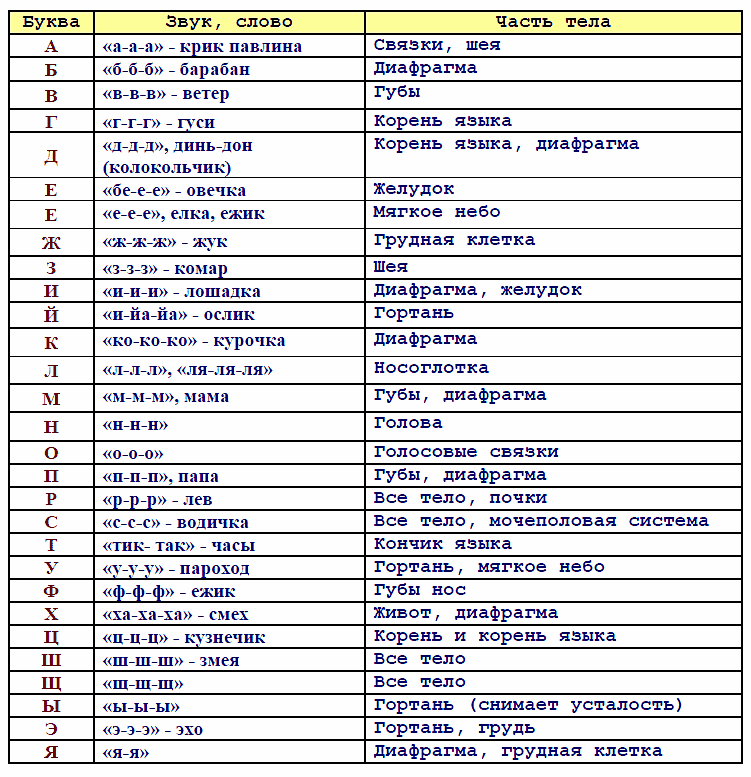 Буква Звук, слово Часть тела
А «а-а-а» - крик павлина Связки, шея
Б «б-б-б» - барабан Диафрагма
В «в-в-в» - ветер Губы
Г «г-г-г» - гуси Корень языка
Д «д-д-д», динь-дон Корень языка, диафрагма
(колокольчик)
Е «бе-е-е» - овечка Желудок
Е «е-е-е», елка, ежик Мягкое небо
Ж «ж-ж-ж» - жук Грудная клетка
З «з-з-з» - комар Шея
И «и-и-и» - лошадка Диафрагма, желудок
Й «и-йа-йа» - ослик Гортань
К «ко-ко-ко» - курочка Диафрагма
Л «л-л-л», «ля-ля-ля» Носоглотка
М «м-м-м», мама Губы, диафрагма
Н «н-н-н» Голова
О «о-о-о» Голосовые связки
П «п-п-п», папа Губы, диафрагма
Р «р-р-р» - лев Все тело, почки
С «с-с-с» - водичка Все тело, мочеполовая система
Т «тик- так» - часы Кончик языка
У «у-у-у» - пароход Гортань, мягкое небо
Ф «ф-ф-ф» - ежик Губы нос
Х «ха-ха-ха» - смех Живот, диафрагма
Ц «ц-ц-ц» - кузнечик Корень и корень языка
Ш «ш-ш-ш» - змея Все тело
Щ «щ-щ-щ» Все тело
Ы «ы-ы-ы» Гортань (снимает усталость)
Э «э-э-э» - эхо Гортань, грудь
Я «я-я» Диафрагма, грудная клетка